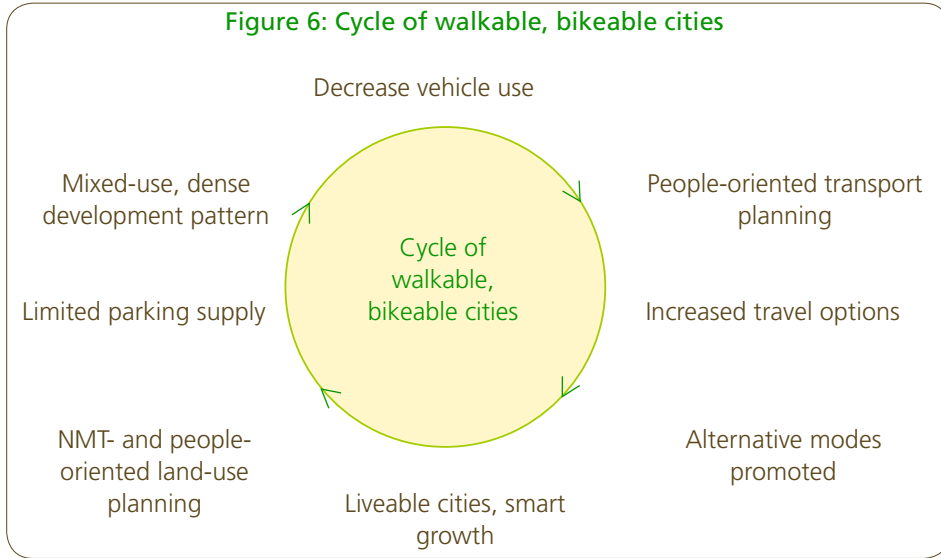 Figure 6: Cycle of walkable, bikeable cities
Decrease vehicle use
People-oriented transport
planning
Increased travel options
Alternative modes
promoted
Liveable cities, smart
growth
NMT- and people-
oriented land-use
planning
Limited parking supply
Mixed-use, dense
development pattern
Cycle of
walkable,
bikeable cities